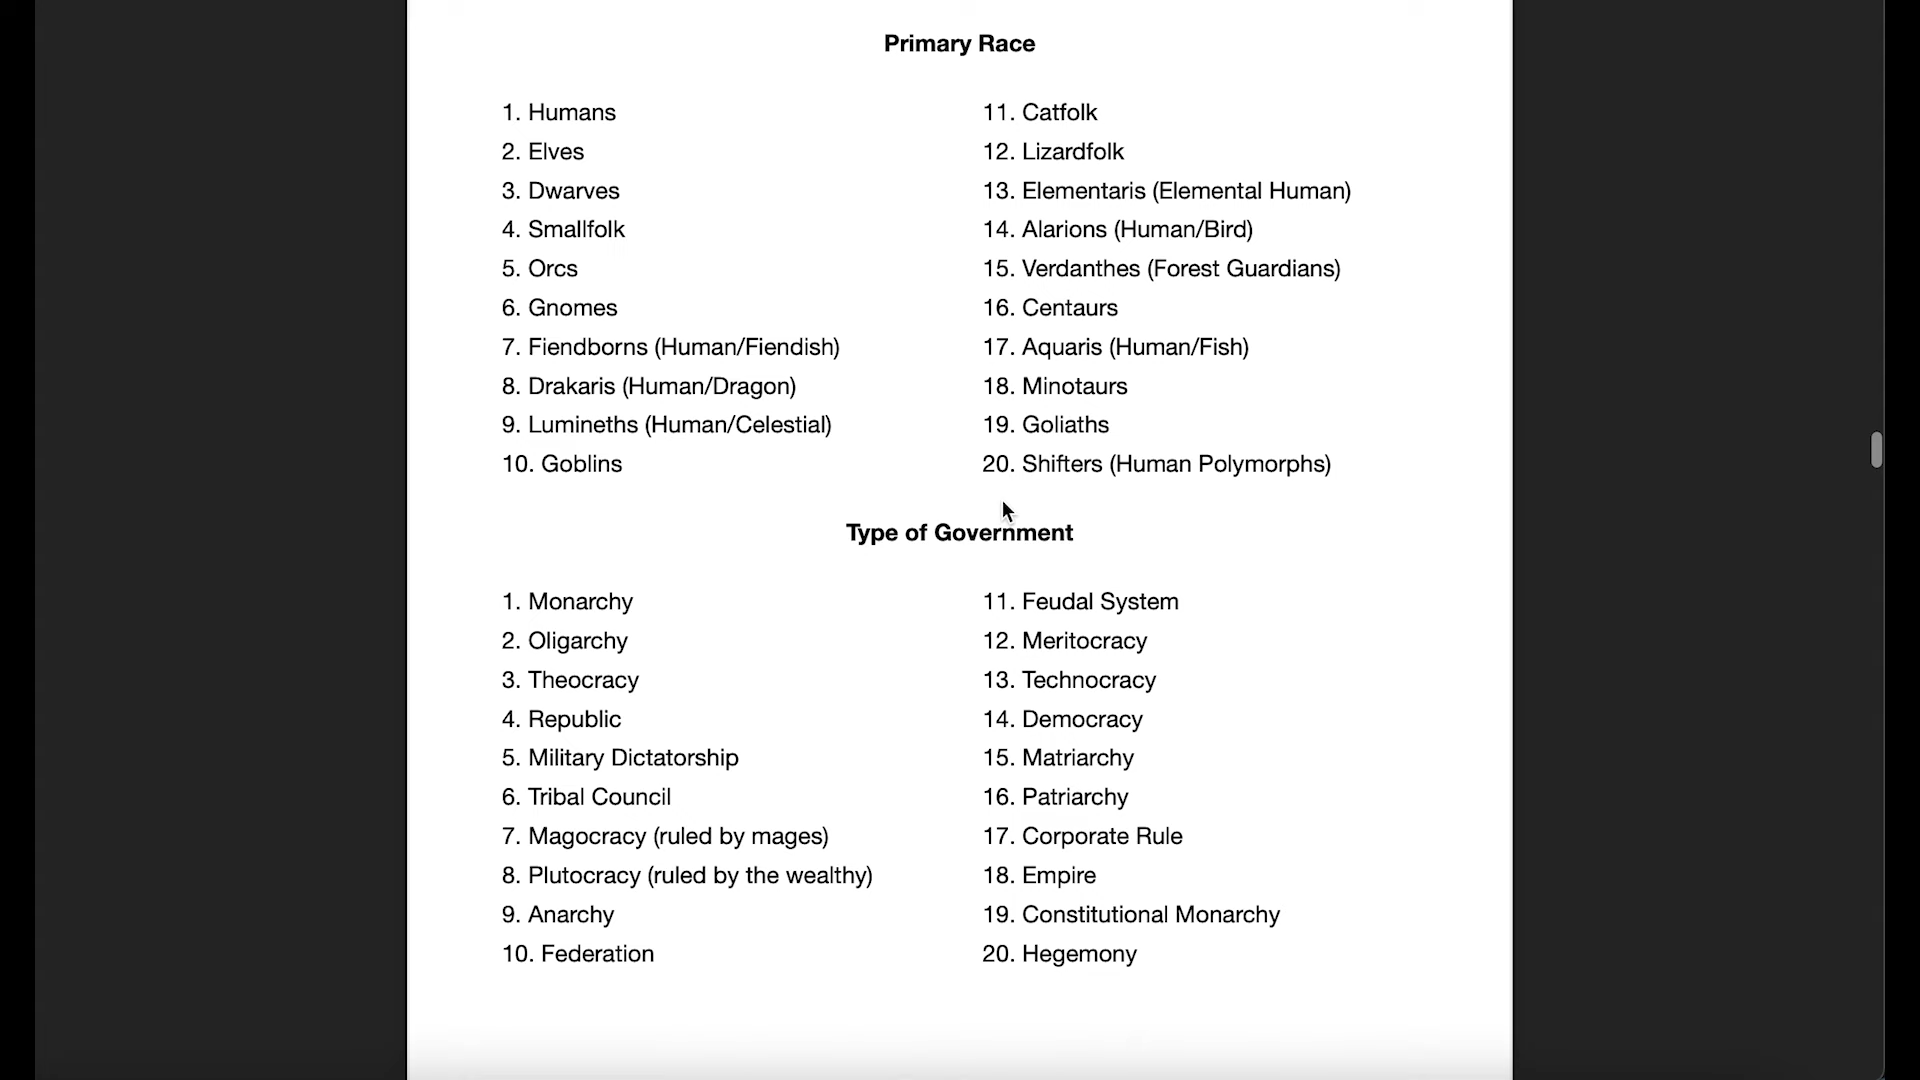 Primary Race
1. Humans
2. Elves
3. Dwarves
4. Smallfolk
5. Orcs
6. Gnomes
7. Fiendborns (Human/Fiendish)
8. Drakaris (Human/Dragon)
9. Lumineths (Human/Celestial)
10. Goblins
11. Catfolk
12. Lizardfolk
13. Elementaris (Elemental Human)
14. Alarions (Human/Bird)
15. Verdanthes (Forest Guardians)
16. Centaurs
17. Aquaris (Human/Fish)
18. Minotaurs
19. Goliaths
20. Shifters (Human Polymorphs)
Type of Government
1. Monarchy
2. Oligarchy
3. Theocracy
4. Republic
5. Military Dictatorship
6. Tribal Council
7. Magocracy (ruled by mages)
8. Plutocracy (ruled by the wealthy)
9. Anarchy
10. Federation
11. Feudal System
12. Meritocracy
13. Technocracy
14. Democracy
15. Matriarchy
16. Patriarchy
17. Corporate Rule
18. Empire
19. Constitutional Monarchy
20. Hegemony